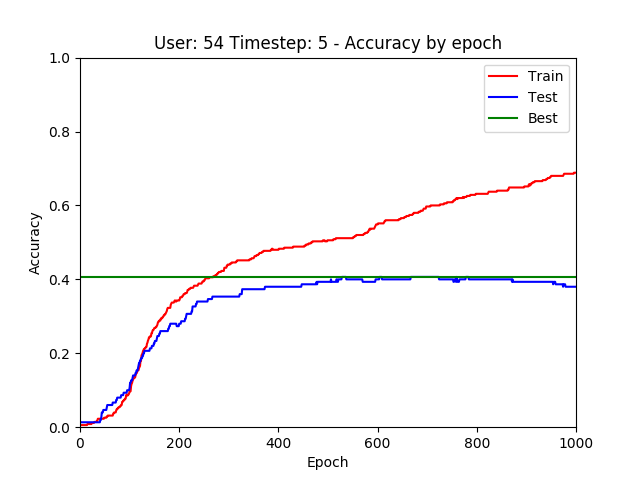 User: 54 Timestep: 5 - Accuracy by epoch
1.0
0.8
0.6
0.4
0.2
0.0
Accuracy
Train
Test
Best
0 200 400 600 800 1000
Epoch